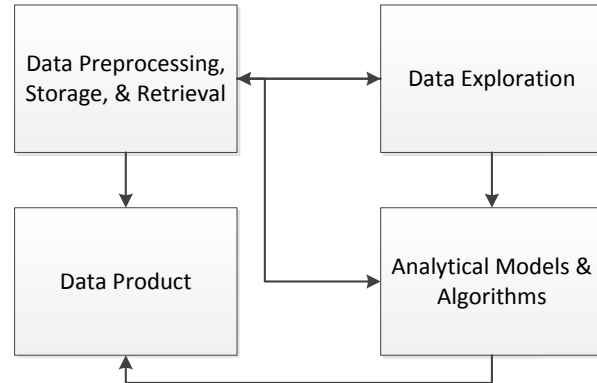 Data Preprocessing,
Storage, & Retrieval
Data Exploration
Data Product
Analytical Models &
Algorithms